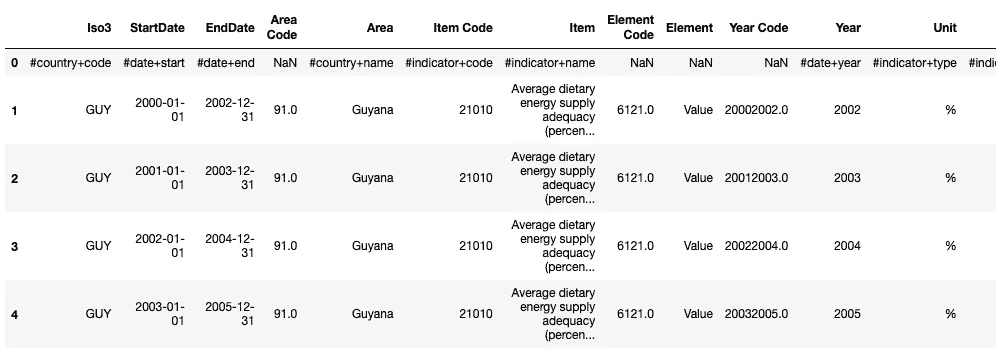 Iso3 StartDate EndDate Area Code Area Item Code Item Element Code Element Year Code Year Unit
0 #country+code #date+start #date+end NaN #country+name #indicator+code #indicator+name NaN NaN NaN #date+year #indicator+type #indic
1 GUY 2000-01-01 2002-12-31 91.0 Guyana 21010 Average dietary energy supply adequacy (percen... 6121.0 Value 20002002.0 2002 %
2 GUY 2001-01-01 2003-12-31 91.0 Guyana 21010 Average dietary energy supply adequacy (percen... 6121.0 Value 20012003.0 2003 %
3 GUY 2002-01-01 2004-12-31 91.0 Guyana 21010 Average dietary energy supply adequacy (percen... 6121.0 Value 20022004.0 2004 %
4 GUY 2003-01-01 2005-12-31 91.0 Guyana 21010 Average dietary energy supply adequacy (percen... 6121.0 Value 20032005.0 2005 %